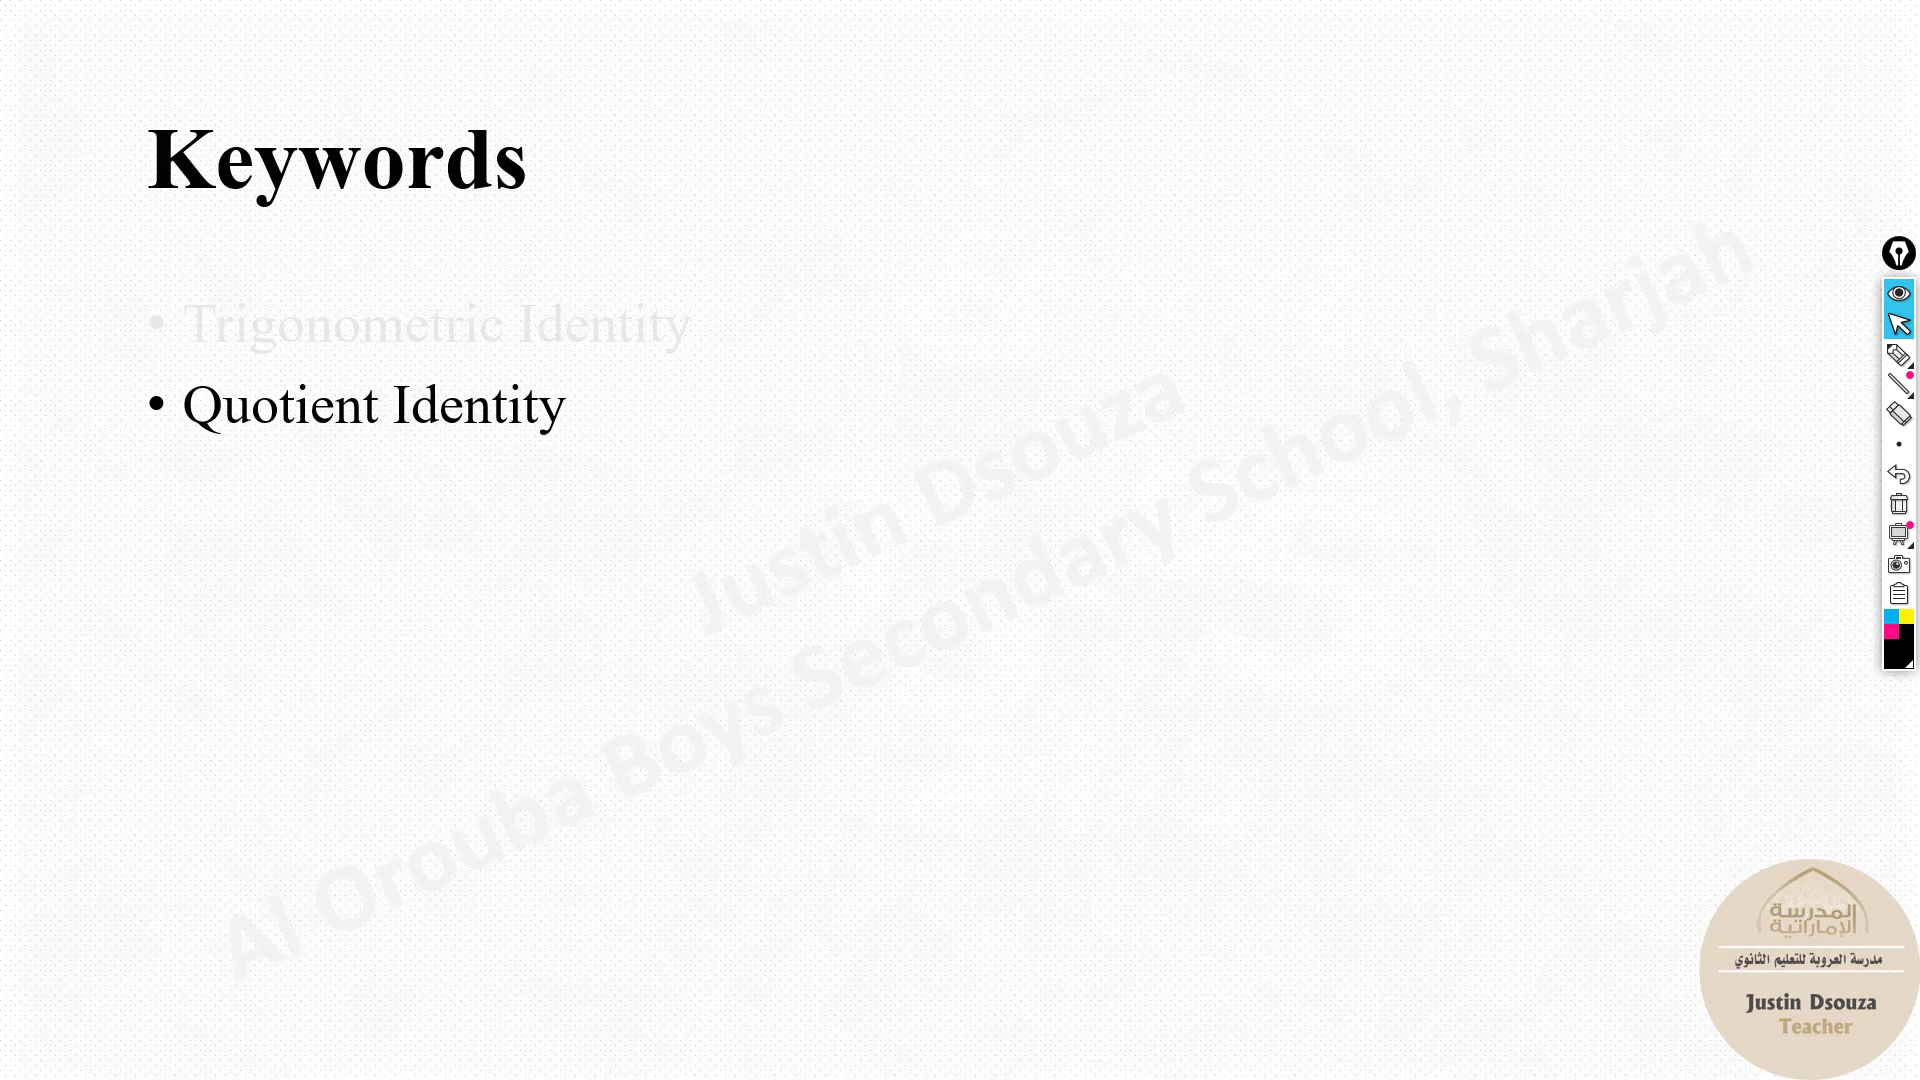 Keywords
• Trigonometric Identity
• Quotient Identity
Justin Dsouza
Al Orouba Boys Secondary School, Sharjah
المدرسة
الإماراتية
مدرسة العروبة للتعليم الثانوي
Justin Dsouza
Teacher